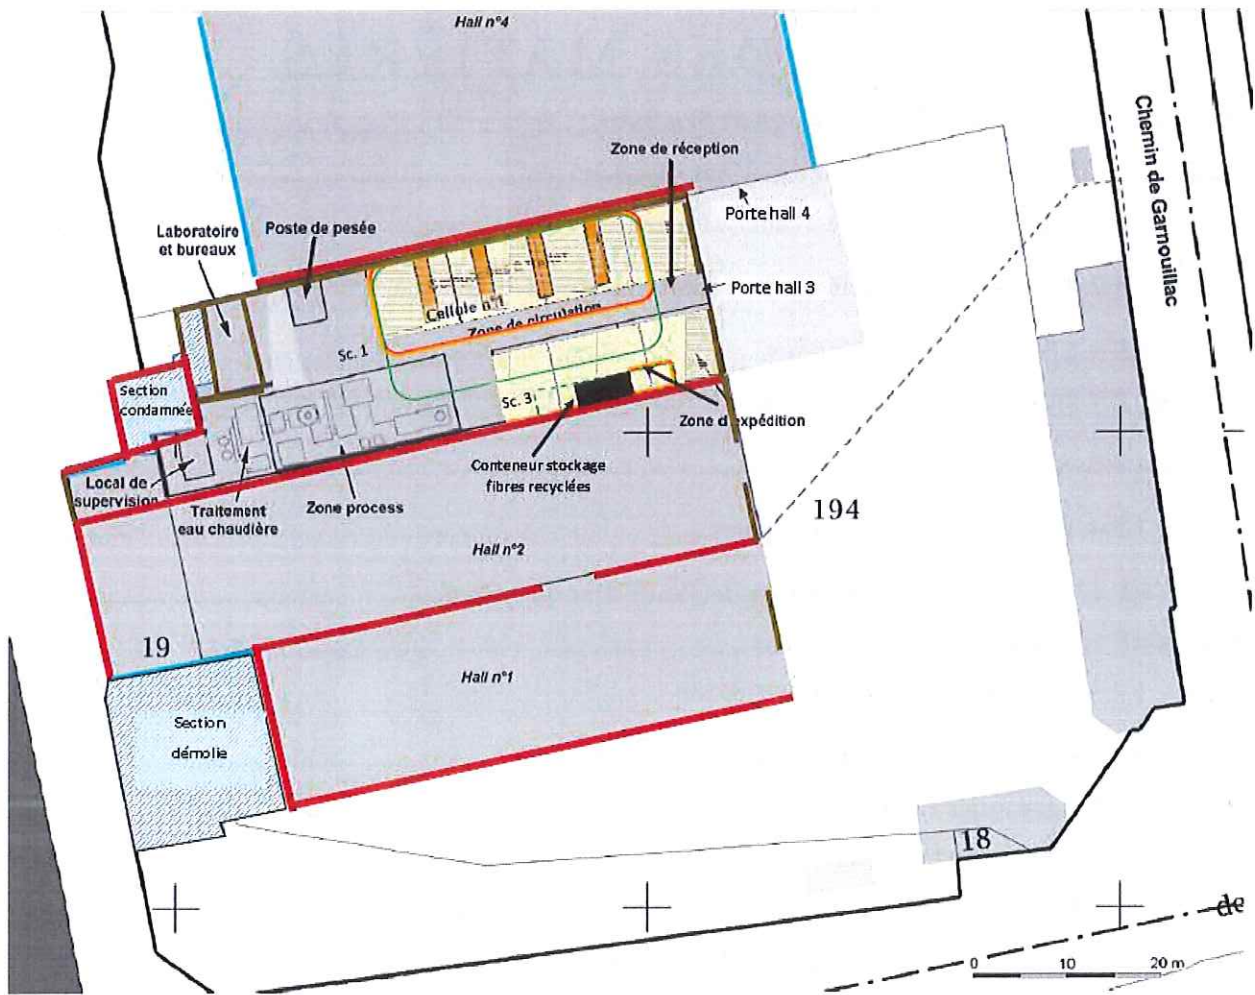 Hall n°4
Chemin de Garnouillac
Zone de réception
Porte hall 4
Laboratoire
et bureaux
Poste de pesée
Porte hall 3
Cellule n°1
Zone de circulation
Sc. 1
Section
condamnée
Sc. 3
Zone d'expédition
Conteneur stockage
fibres recyclées
Local de
supervision
Traitement
eau chaudière
Zone process
194
Hall n°2
19
Hall n°1
Section
démolie
18
de
0 10 20 m